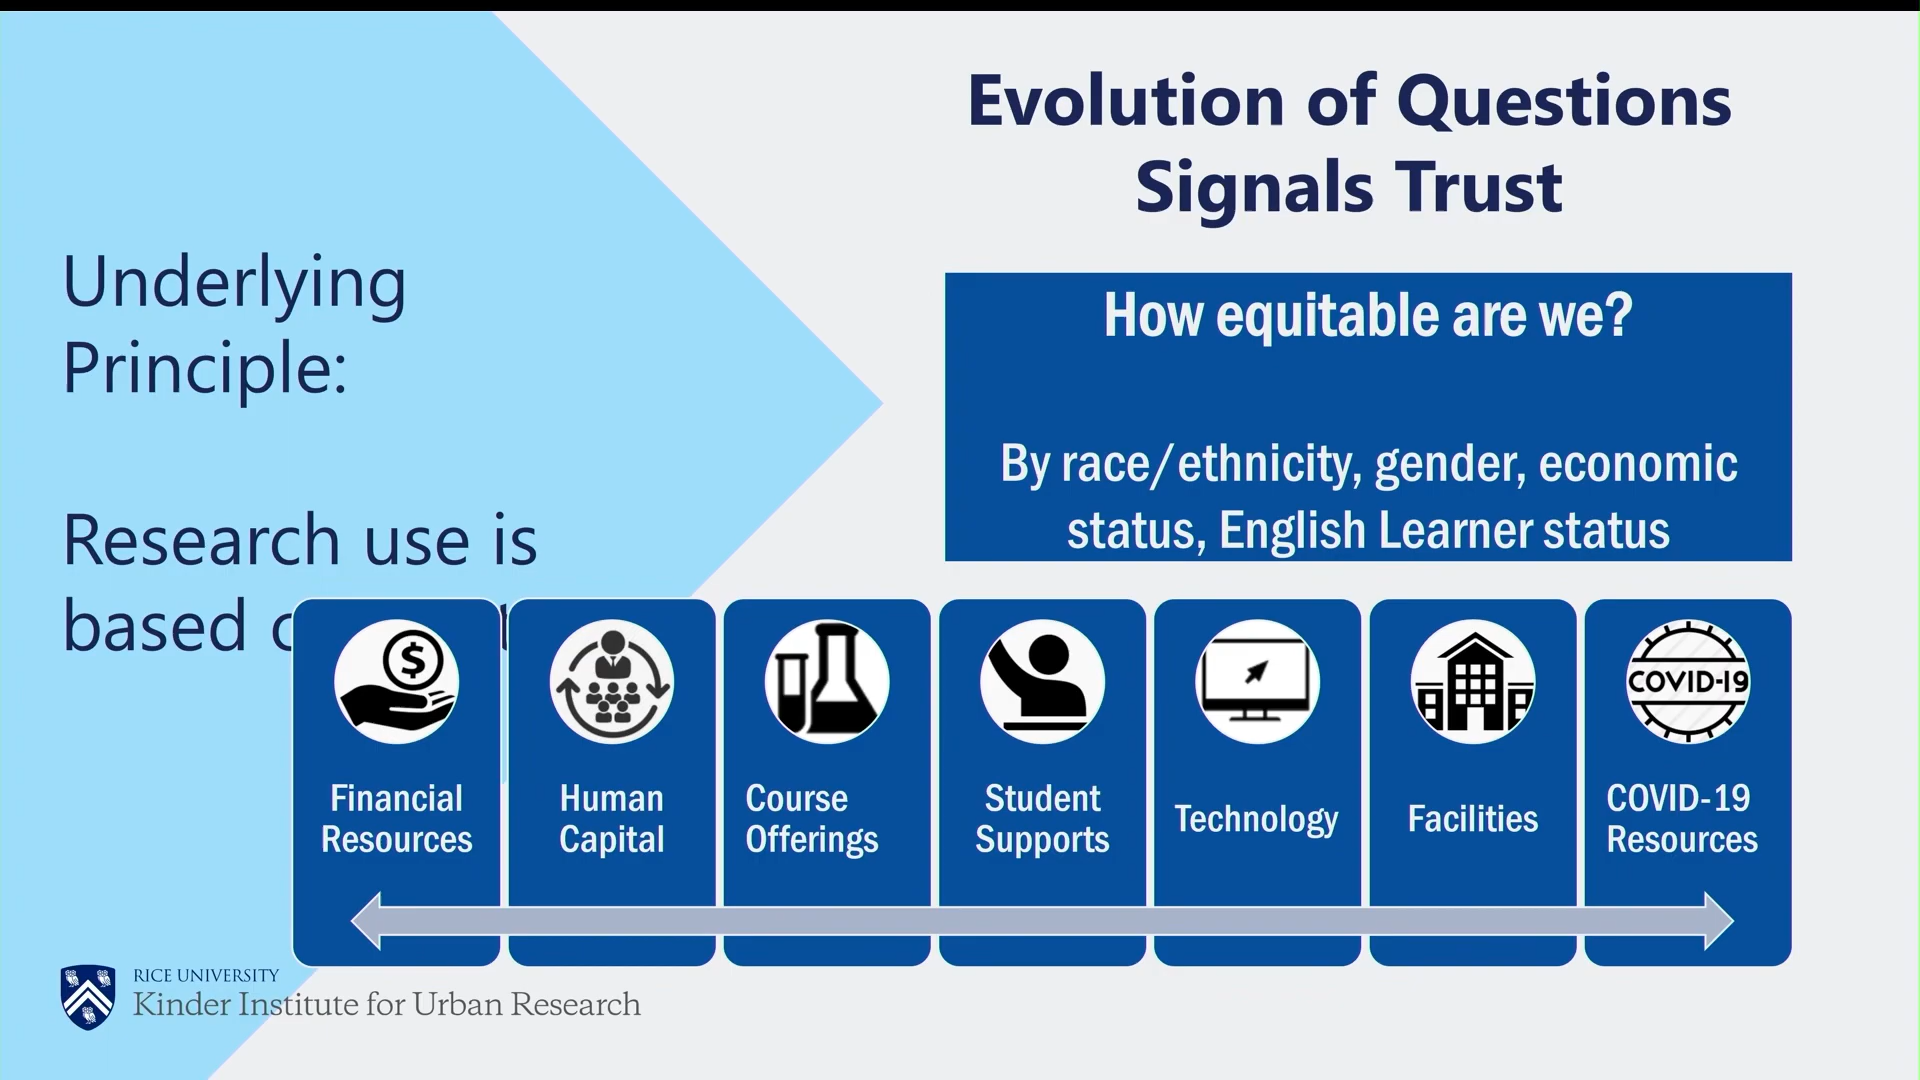 Evolution of Questions
Signals Trust
Underlying
Principle:
Research use is
based
How equitable are we?
By race/ethnicity, gender, economic
status, English Learner status
$
COVID-19
Financial
Resources
Human
Capital
Course
Offerings
Student
Supports
Technology
Facilities
COVID-19
Resources
RICE UNIVERSITY
Kinder Institute for Urban Research